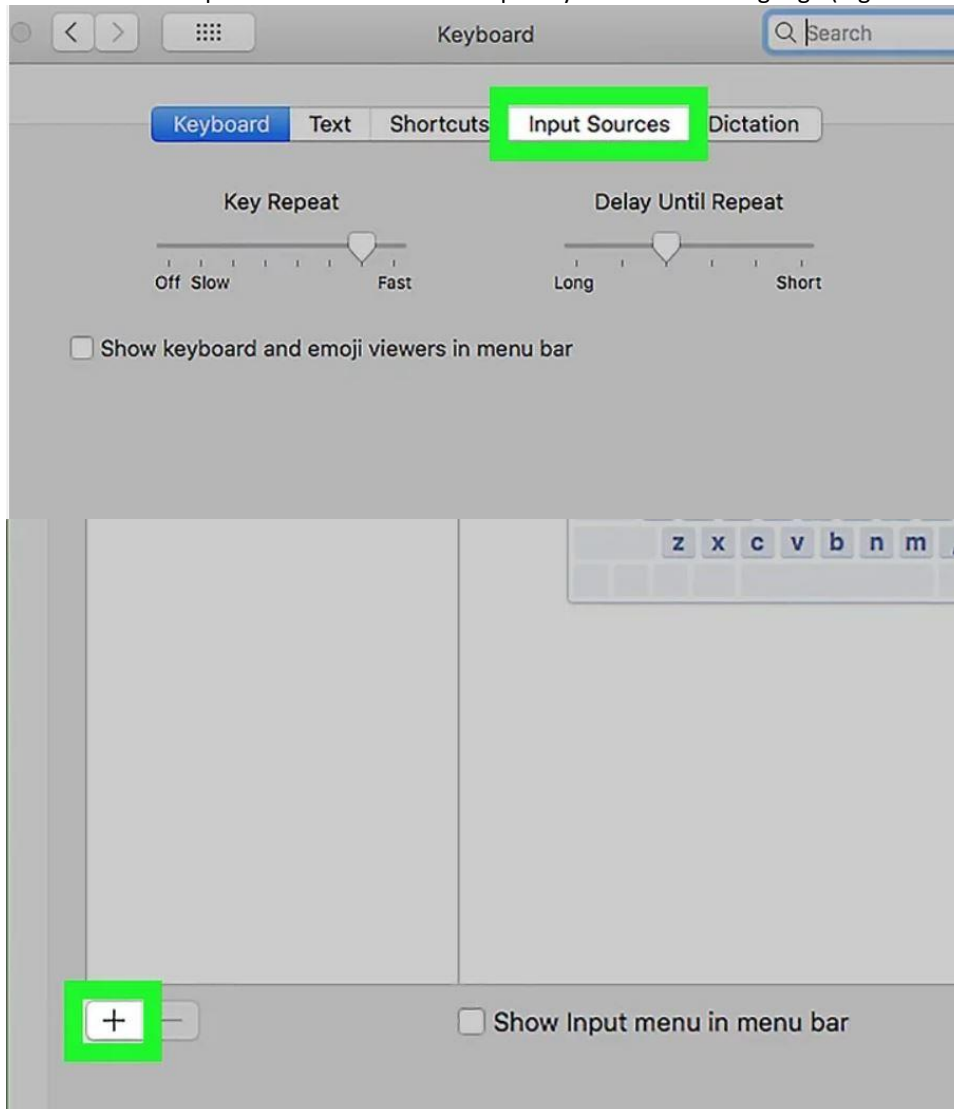 Keyboard
Search
Keyboard Text Shortcuts Input Sources Dictation
Key Repeat Delay Until Repeat
Off Slow Fast Long Short
Show keyboard and emoji viewers in menu bar
z x c v b n m
+ −
Show Input menu in menu bar